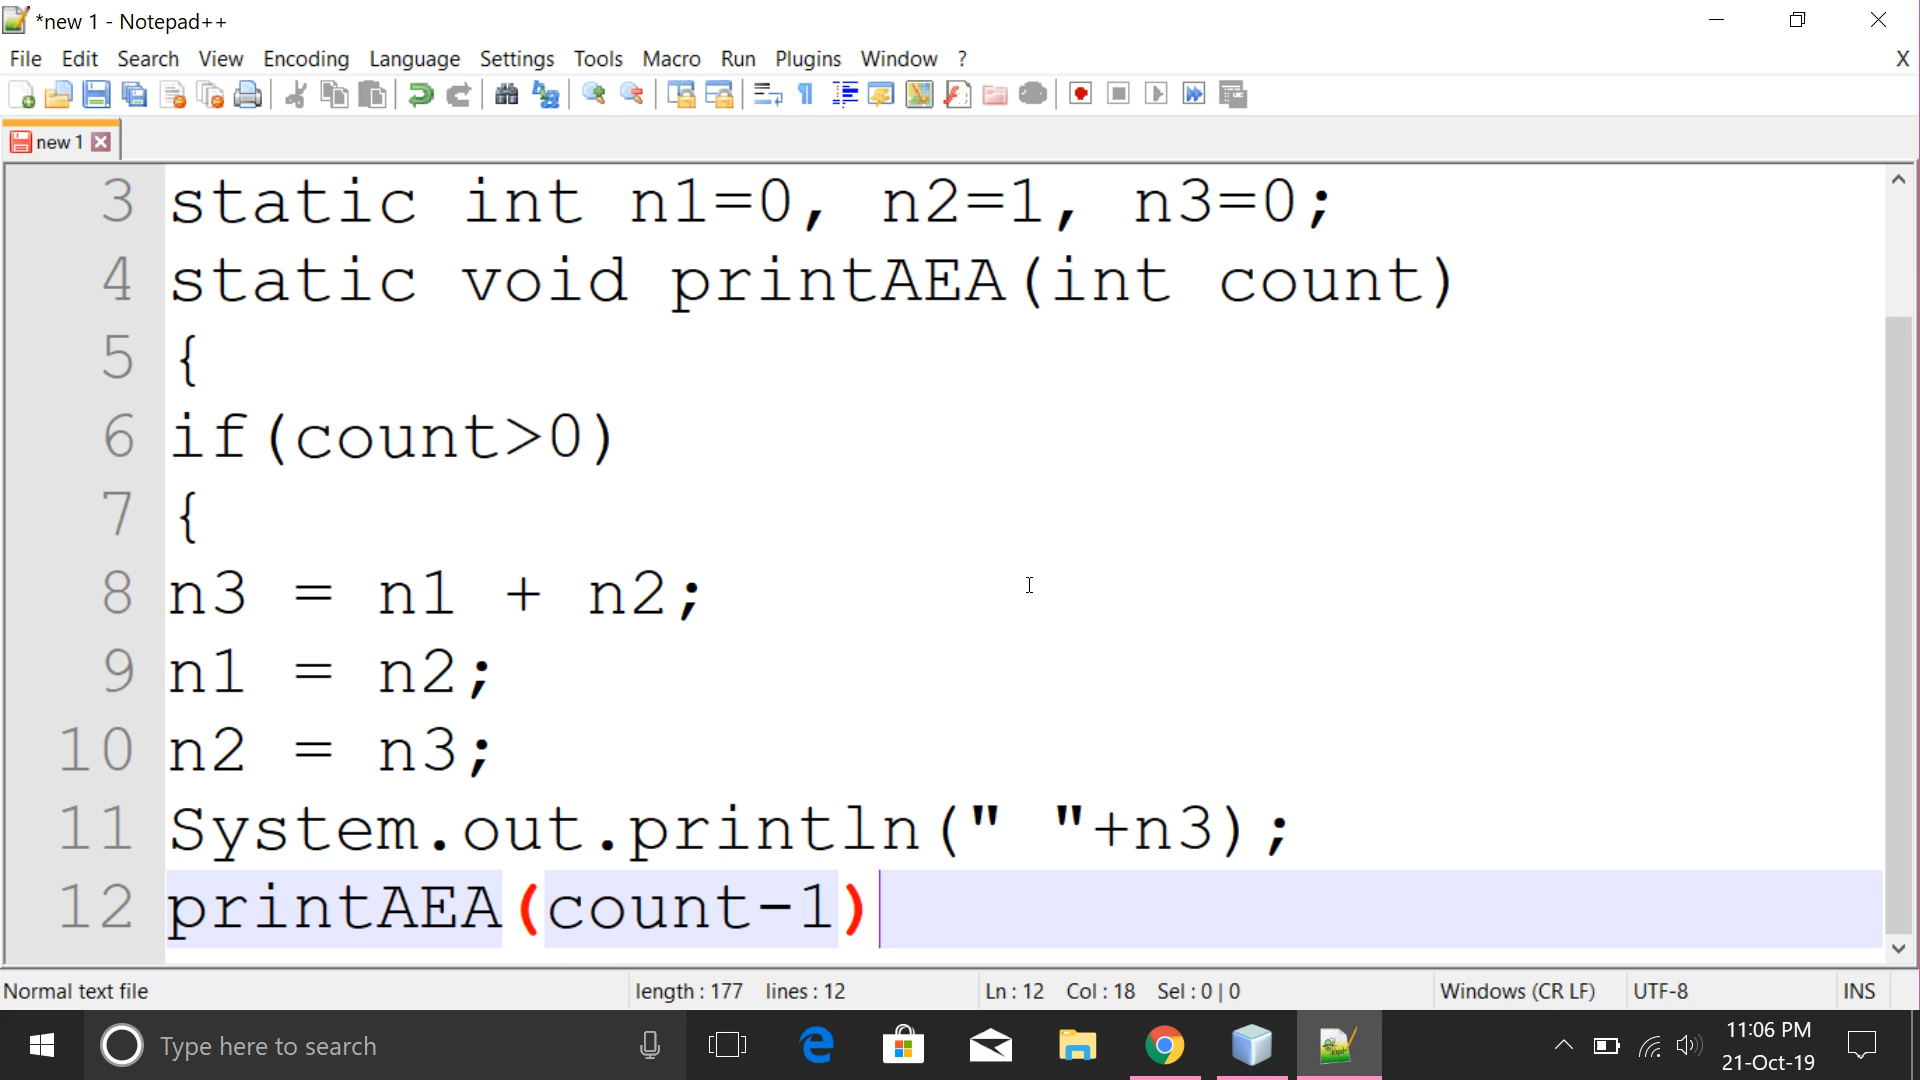 *new 1 - Notepad++
File Edit Search View Encoding Language Settings Tools Macro Run Plugins Window ? X
new 1
3 static int n1=0, n2=1, n3=0;
4 static void printAEA(int count)
5 {
6 if(count>0)
7 {
8 n3 = n1 + n2;
9 n1 = n2;
10 n2 = n3;
11 System.out.println(" "+n3);
12 printAEA(count-1)
Normal text file length : 177 lines : 12 Ln : 12 Col : 18 Sel : 0 | 0 Windows (CR LF) UTF-8 INS
Type here to search
11:06 PM
21-Oct-19